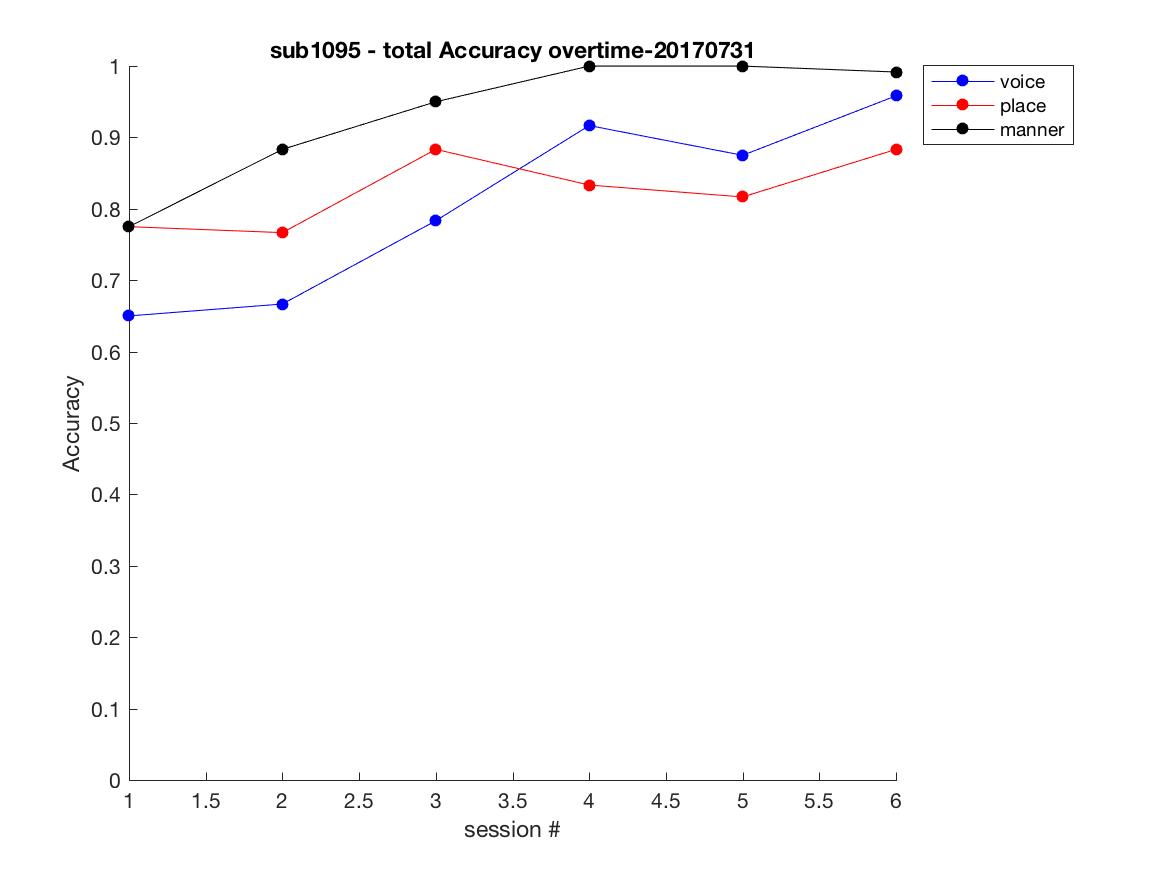 sub1095 - total Accuracy overtime-20170731
voice
place
manner
1
0.9
0.8
0.7
0.6
0.5
0.4
0.3
0.2
0.1
0
Accuracy
1 1.5 2 2.5 3 3.5 4 4.5 5 5.5 6
session #